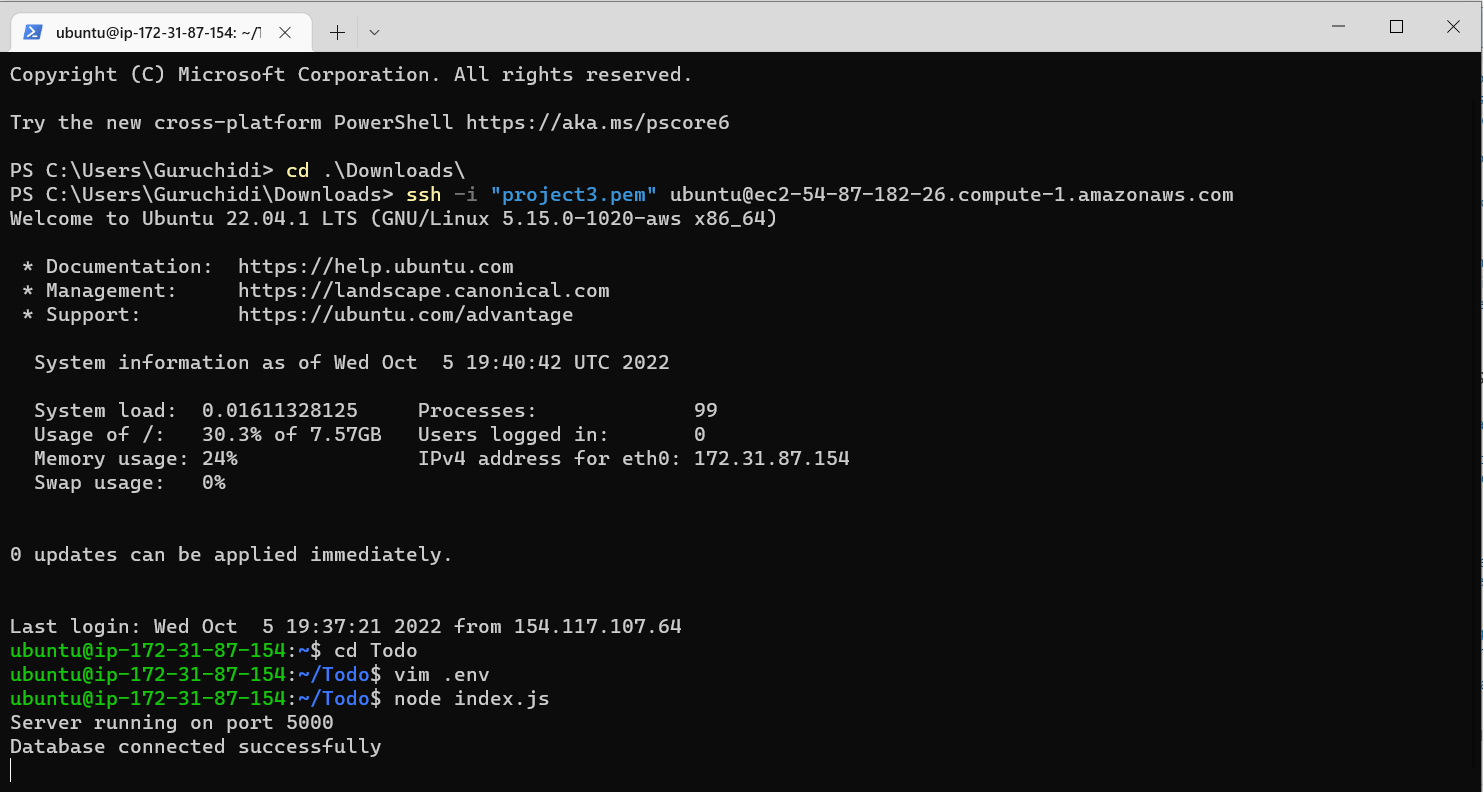 ubuntu@ip-172-31-87-154: ~/T
Copyright (C) Microsoft Corporation. All rights reserved.
Try the new cross-platform PowerShell https://aka.ms/pscore6
PS C:\Users\Guruchidi> cd .\Downloads\
PS C:\Users\Guruchidi\Downloads> ssh -i "project3.pem" ubuntu@ec2-54-87-182-26.compute-1.amazonaws.com
Welcome to Ubuntu 22.04.1 LTS (GNU/Linux 5.15.0-1020-aws x86_64)
* Documentation:  https://help.ubuntu.com
* Management:     https://landscape.canonical.com
* Support:        https://ubuntu.com/advantage
System information as of Wed Oct  5 19:40:42 UTC 2022
System load:  0.01611328125     Processes:             99
Usage of /:   30.3% of 7.57GB   Users logged in:       0
Memory usage: 24%               IPv4 address for eth0: 172.31.87.154
Swap usage:   0%
0 updates can be applied immediately.
Last login: Wed Oct  5 19:37:21 2022 from 154.117.107.64
ubuntu@ip-172-31-87-154:~$ cd Todo
ubuntu@ip-172-31-87-154:~/Todo$ vim .env
ubuntu@ip-172-31-87-154:~/Todo$ node index.js
Server running on port 5000
Database connected successfully